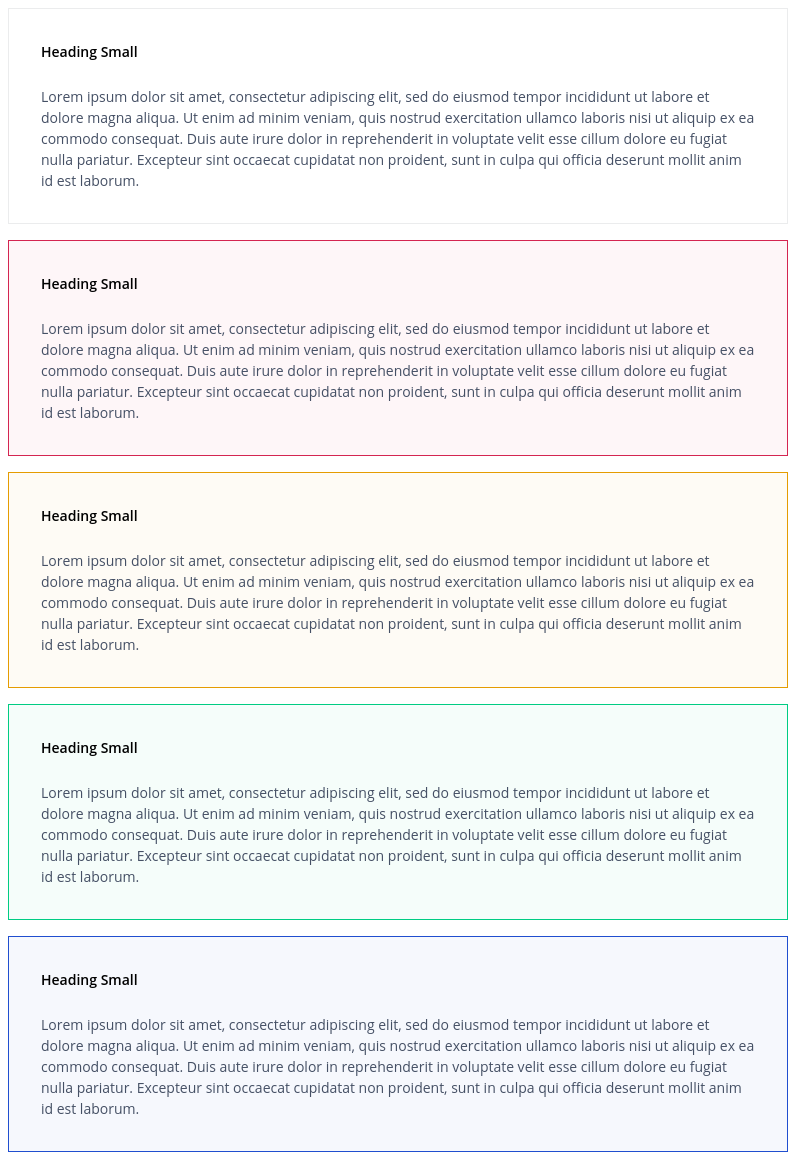 Heading Small
Lorem ipsum dolor sit amet, consectetur adipiscing elit, sed do eiusmod tempor incididunt ut labore et
dolore magna aliqua. Ut enim ad minim veniam, quis nostrud exercitation ullamco laboris nisi ut aliquip ex ea
commodo consequat. Duis aute irure dolor in reprehenderit in voluptate velit esse cillum dolore eu fugiat
nulla pariatur. Excepteur sint occaecat cupidatat non proident, sunt in culpa qui officia deserunt mollit anim
id est laborum.
Heading Small
Lorem ipsum dolor sit amet, consectetur adipiscing elit, sed do eiusmod tempor incididunt ut labore et
dolore magna aliqua. Ut enim ad minim veniam, quis nostrud exercitation ullamco laboris nisi ut aliquip ex ea
commodo consequat. Duis aute irure dolor in reprehenderit in voluptate velit esse cillum dolore eu fugiat
nulla pariatur. Excepteur sint occaecat cupidatat non proident, sunt in culpa qui officia deserunt mollit anim
id est laborum.
Heading Small
Lorem ipsum dolor sit amet, consectetur adipiscing elit, sed do eiusmod tempor incididunt ut labore et
dolore magna aliqua. Ut enim ad minim veniam, quis nostrud exercitation ullamco laboris nisi ut aliquip ex ea
commodo consequat. Duis aute irure dolor in reprehenderit in voluptate velit esse cillum dolore eu fugiat
nulla pariatur. Excepteur sint occaecat cupidatat non proident, sunt in culpa qui officia deserunt mollit anim
id est laborum.
Heading Small
Lorem ipsum dolor sit amet, consectetur adipiscing elit, sed do eiusmod tempor incididunt ut labore et
dolore magna aliqua. Ut enim ad minim veniam, quis nostrud exercitation ullamco laboris nisi ut aliquip ex ea
commodo consequat. Duis aute irure dolor in reprehenderit in voluptate velit esse cillum dolore eu fugiat
nulla pariatur. Excepteur sint occaecat cupidatat non proident, sunt in culpa qui officia deserunt mollit anim
id est laborum.
Heading Small
Lorem ipsum dolor sit amet, consectetur adipiscing elit, sed do eiusmod tempor incididunt ut labore et
dolore magna aliqua. Ut enim ad minim veniam, quis nostrud exercitation ullamco laboris nisi ut aliquip ex ea
commodo consequat. Duis aute irure dolor in reprehenderit in voluptate velit esse cillum dolore eu fugiat
nulla pariatur. Excepteur sint occaecat cupidatat non proident, sunt in culpa qui officia deserunt mollit anim
id est laborum.